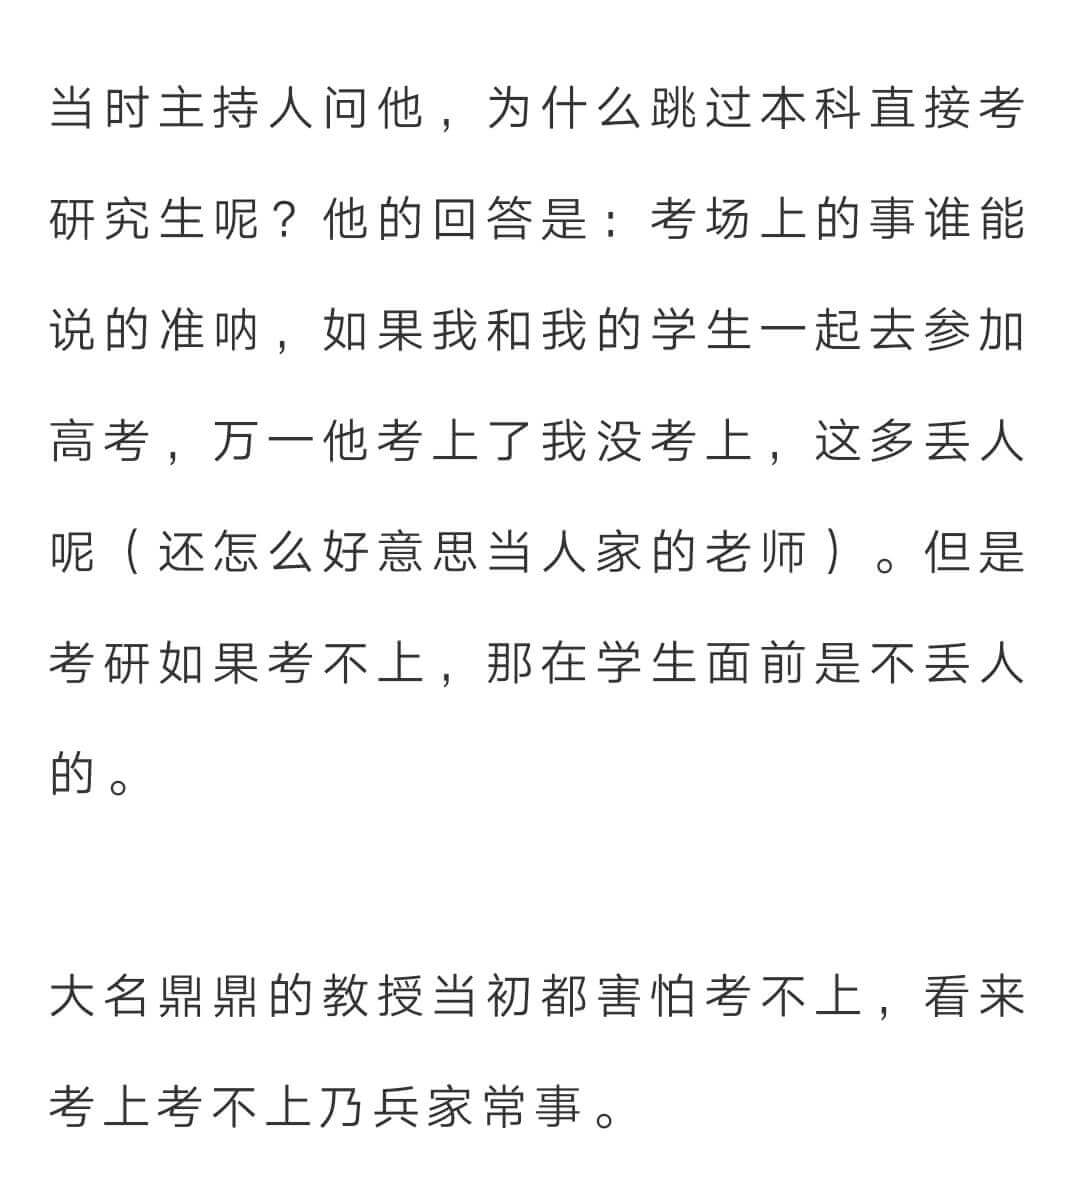 当时主持人问他，为什么跳过本科直接考
研究生呢？他的回答是：考场上的事谁能
说的准呐，如果我和我的学生一起去参加
高考，万一他考上了我没考上，这多丢人
呢（还怎么好意思当人家的老师）。但是
考研如果考不上，那在学生面前是不丢人
的。
大名鼎鼎的教授当初都害怕考不上，看来
考上考不上乃兵家常事。